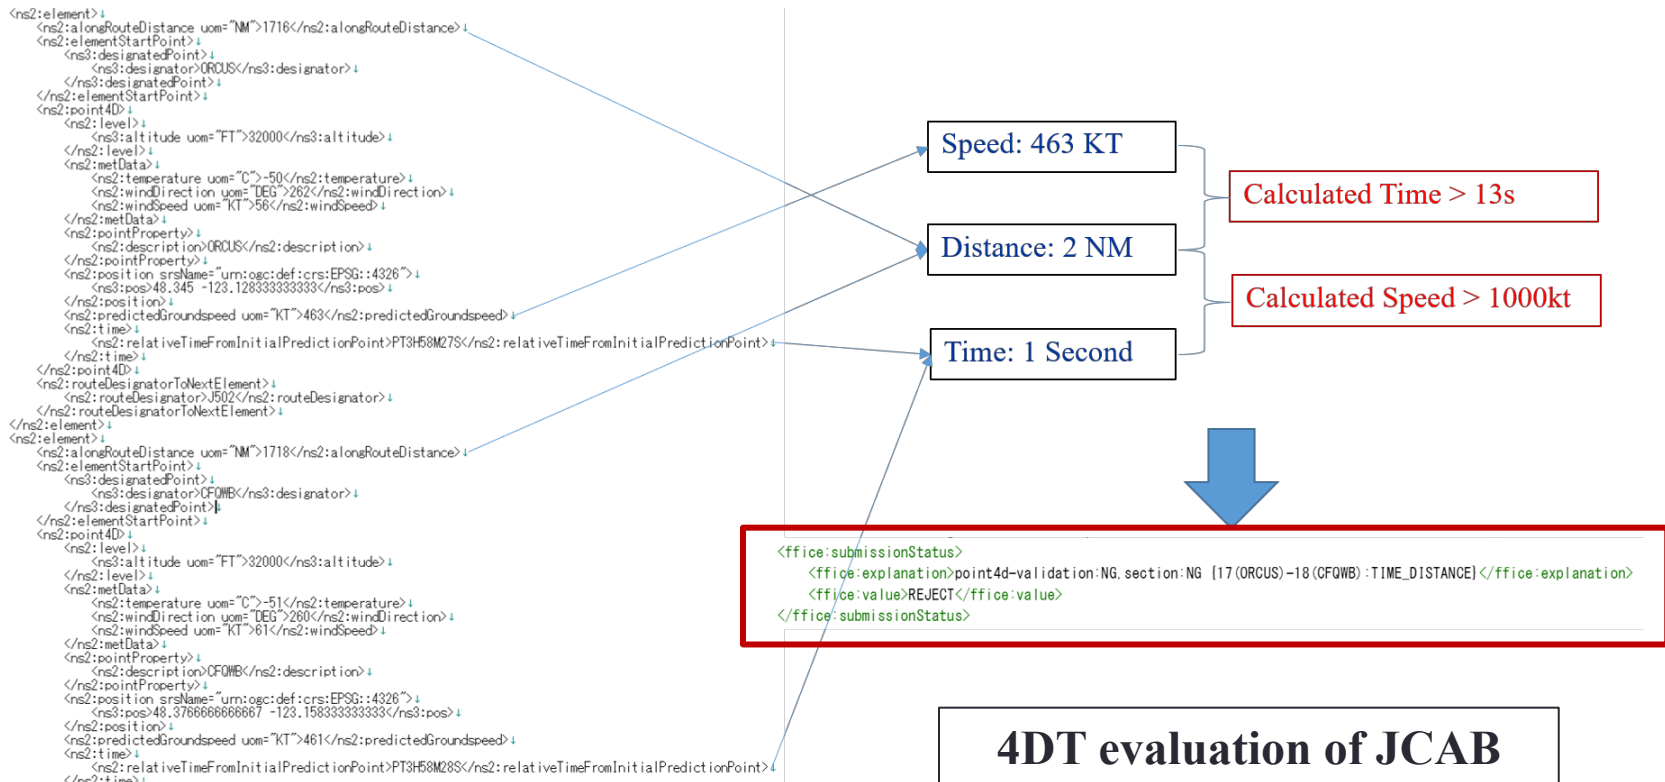 <ns2:element>↓
<ns2:alongRouteDistance uom="NM">1716</ns2:alongRouteDistance>↓
<ns2:elementStartPoint>↓
<ns3:designatedPoint>↓
<ns3:designator>ORCUS</ns3:designator>↓
</ns3:designatedPoint>↓
</ns2:elementStartPoint>↓
<ns2:point4D>↓
<ns2:level>↓
<ns3:altitude uom="FT">32000</ns3:altitude>↓
</ns2:level>↓
<ns2:metData>↓
<ns2:temperature uom="C">-50</ns2:temperature>↓
<ns2:windDirection uom="DEG">262</ns2:windDirection>↓
<ns2:windSpeed uom="KT">56</ns2:windSpeed>↓
</ns2:metData>↓
<ns2:pointProperty>↓
<ns2:description>ORCUS</ns2:description>↓
</ns2:pointProperty>↓
<ns2:position srsName="urn:ogc:def:crs:EPSG::4326">↓
<ns3:pos>48.345 -123.128333333333</ns3:pos>↓
</ns2:position>↓
<ns2:predictedGroundspeed uom="KT">463</ns2:predictedGroundspeed>↓
<ns2:time>↓
<ns2:relativeTimeFromInitialPredictionPoint>PT3H58M27S</ns2:relativeTimeFromInitialPredictionPoint>↓
</ns2:time>↓
</ns2:point4D>↓
<ns2:routeDesignatorToNextElement>↓
<ns2:routeDesignator>J502</ns2:routeDesignator>↓
</ns2:routeDesignatorToNextElement>↓
</ns2:element>↓
<ns2:element>↓
<ns2:alongRouteDistance uom="NM">1718</ns2:alongRouteDistance>↓
<ns2:elementStartPoint>↓
<ns3:designatedPoint>↓
<ns3:designator>CFQWB</ns3:designator>↓
</ns3:designatedPoint>↓
</ns2:elementStartPoint>↓
<ns2:point4D>↓
<ns2:level>↓
<ns3:altitude uom="FT">32000</ns3:altitude>↓
</ns2:level>↓
<ns2:metData>↓
<ns2:temperature uom="C">-51</ns2:temperature>↓
<ns2:windDirection uom="DEG">260</ns2:windDirection>↓
<ns2:windSpeed uom="KT">61</ns2:windSpeed>↓
</ns2:metData>↓
<ns2:pointProperty>↓
<ns2:description>CFQWB</ns2:description>↓
</ns2:pointProperty>↓
<ns2:position srsName="urn:ogc:def:crs:EPSG::4326">↓
<ns3:pos>48.3766666666667 -123.158333333333</ns3:pos>↓
</ns2:position>↓
<ns2:predictedGroundspeed uom="KT">461</ns2:predictedGroundspeed>↓
<ns2:time>↓
<ns2:relativeTimeFromInitialPredictionPoint>PT3H58M28S</ns2:relativeTimeFromInitialPredictionPoint>↓
</ns2:time>↓
Speed: 463 KT
Distance: 2 NM
Time: 1 Second
Calculated Time > 13s
Calculated Speed > 1000kt
<ffice:submissionStatus>
<ffice:explanation>point4d-validation:NG,section:NG [17(ORCUS)-18(CFQWB):TIME_DISTANCE]</ffice:explanation>
<ffice:value>REJECT</ffice:value>
</ffice:submissionStatus>
4DT evaluation of JCAB